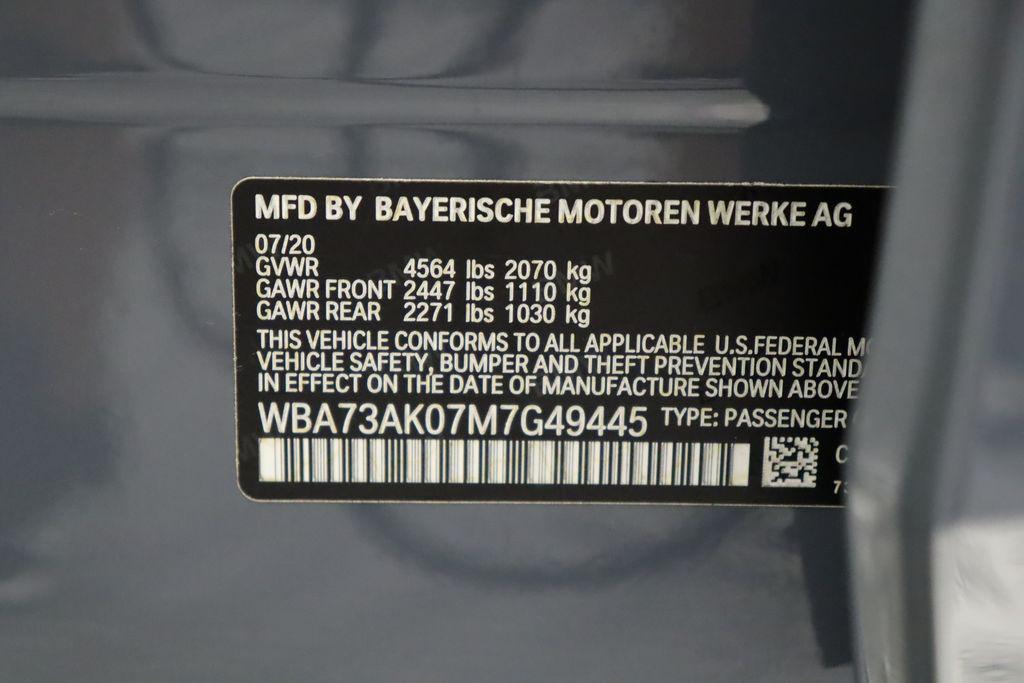 MFD BY BAYERISCHE MOTOREN WERKE AG
07/20
GVWR 4564 lbs 2070 kg
GAWR FRONT 2447 lbs 1110 kg
GAWR REAR 2271 lbs 1030 kg
THIS VEHICLE CONFORMS TO ALL APPLICABLE U.S.FEDERAL
VEHICLE SAFETY, BUMPER AND THEFT PREVENTION STAND
IN EFFECT ON THE DATE OF MANUFACTURE SHOWN ABOVE
WBA73AK07M7G49445 TYPE: PASSENGER